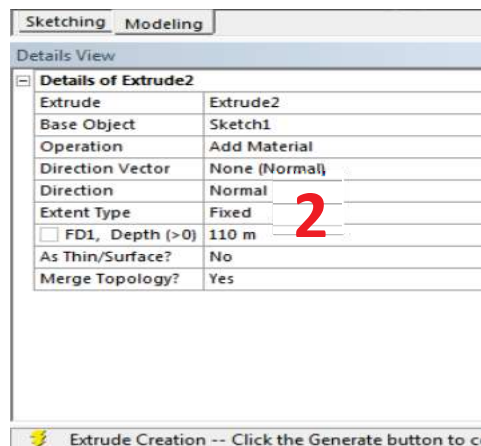 Sketching Modeling
Details View
Details of Extrude2
Extrude Extrude2
Base Object Sketch1
Operation Add Material
Direction Vector None (Normal)
Direction Normal
Extent Type Fixed
2
FD1, Depth (>0) 110 m
As Thin/Surface? No
Merge Topology? Yes
Extrude Creation -- Click the Generate button to c